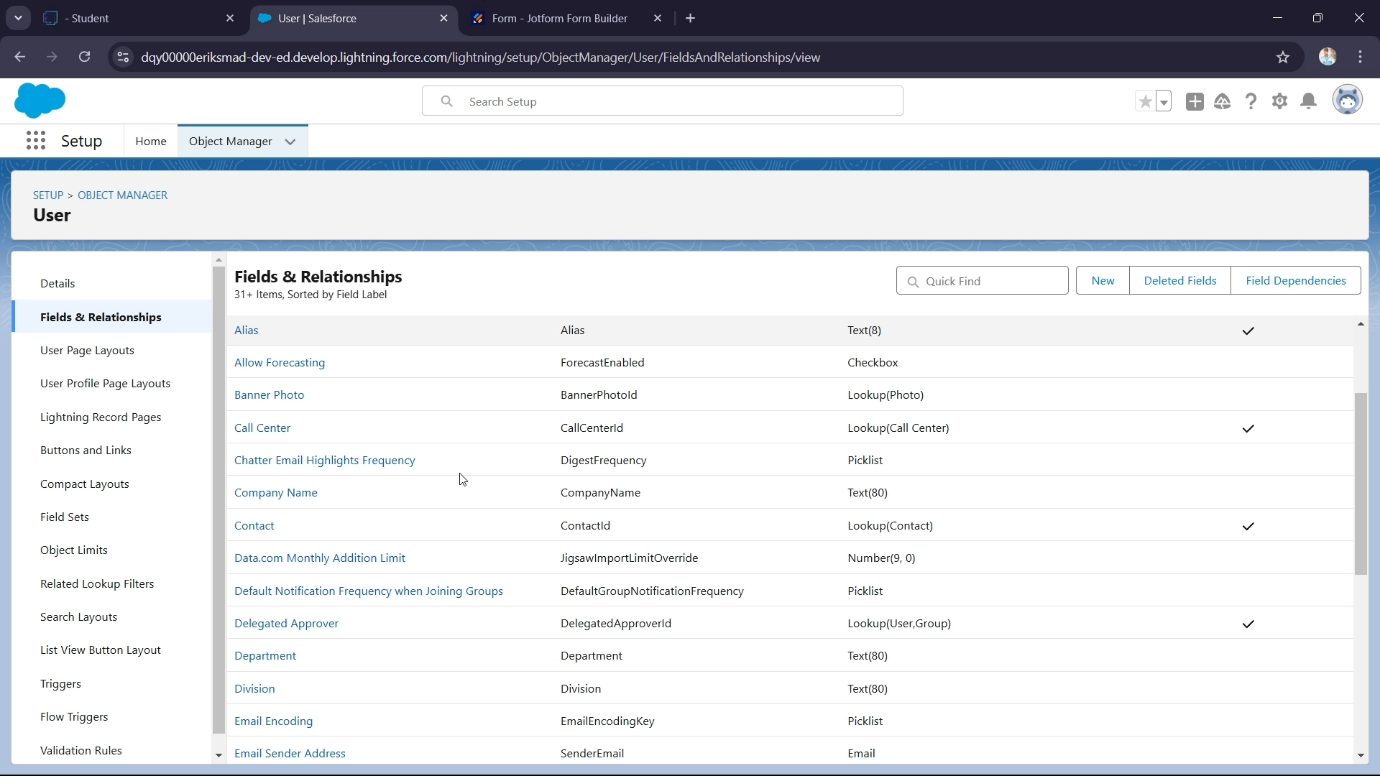 - Student
User | Salesforce
Form - Jotform Form Builder
dqy00000eriksmad-dev-ed.develop.lightning.force.com/lightning/setup/ObjectManager/User/FieldsAndRelationships/view
Search Setup
Setup
Home
Object Manager
SETUP > OBJECT MANAGER
User
Details
Fields & Relationships
User Page Layouts
User Profile Page Layouts
Lightning Record Pages
Buttons and Links
Compact Layouts
Field Sets
Object Limits
Related Lookup Filters
Search Layouts
List View Button Layout
Triggers
Flow Triggers
Validation Rules
Fields & Relationships
31+ Items, Sorted by Field Label
Quick Find
New
Deleted Fields
Field Dependencies
Alias Alias Text(8)
Allow Forecasting ForecastEnabled Checkbox
Banner Photo BannerPhotoId Lookup(Photo)
Call Center CallCenterId Lookup(Call Center)
Chatter Email Highlights Frequency DigestFrequency Picklist
Company Name CompanyName Text(80)
Contact ContactId Lookup(Contact)
Data.com Monthly Addition Limit JigsawImportLimitOverride Number(9, 0)
Default Notification Frequency when Joining Groups DefaultGroupNotificationFrequency Picklist
Delegated Approver DelegatedApproverId Lookup(User,Group)
Department Department Text(80)
Division Division Text(80)
Email Encoding EmailEncodingKey Picklist
Email Sender Address SenderEmail Email